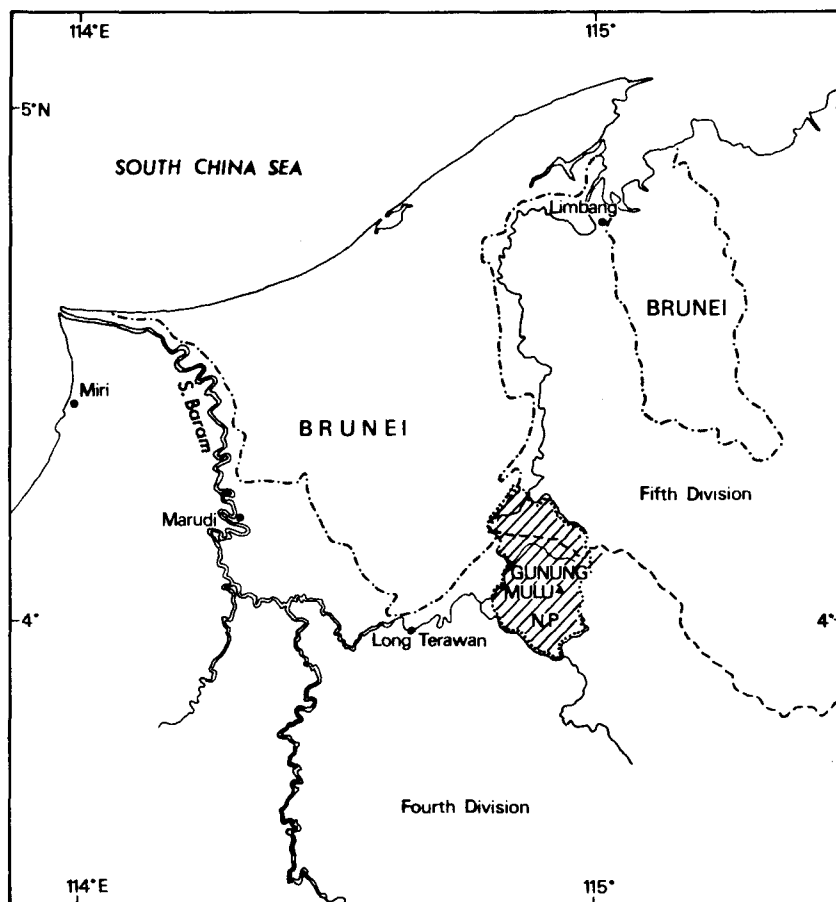 114°E
115°
5°N
SOUTH CHINA SEA
Limbang
BRUNEI
Miri
S. Baram
BRUNEI
Fifth Division
Marudi
GUNUNG
MULU
N.P.
4°
4°
Long Terawan
Fourth Division
114°E
115°